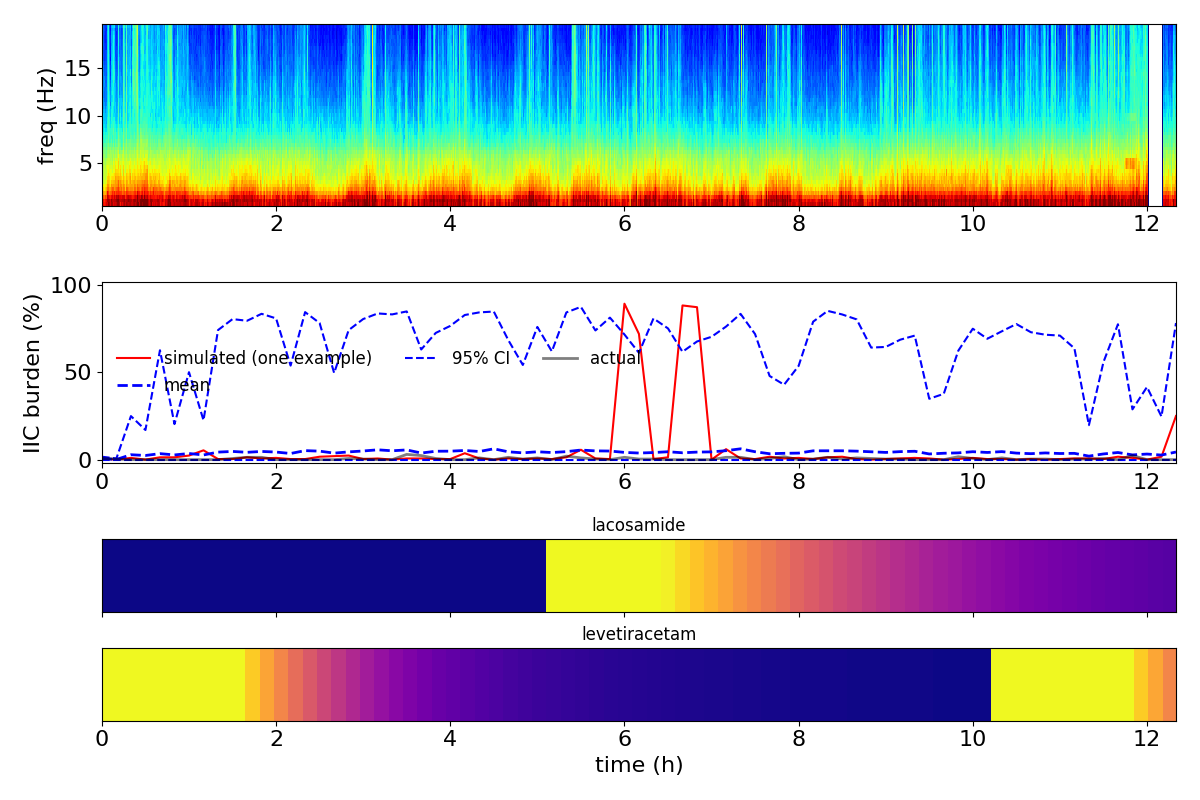 freq (Hz)
15
10
5
0 2 4 6 8 10 12
IIC burden (%)
100
50
0
simulated (one example) 95% CI actual
mean
0 2 4 6 8 10 12
lacosamide
levetiracetam
0 2 4 6 8 10 12
time (h)